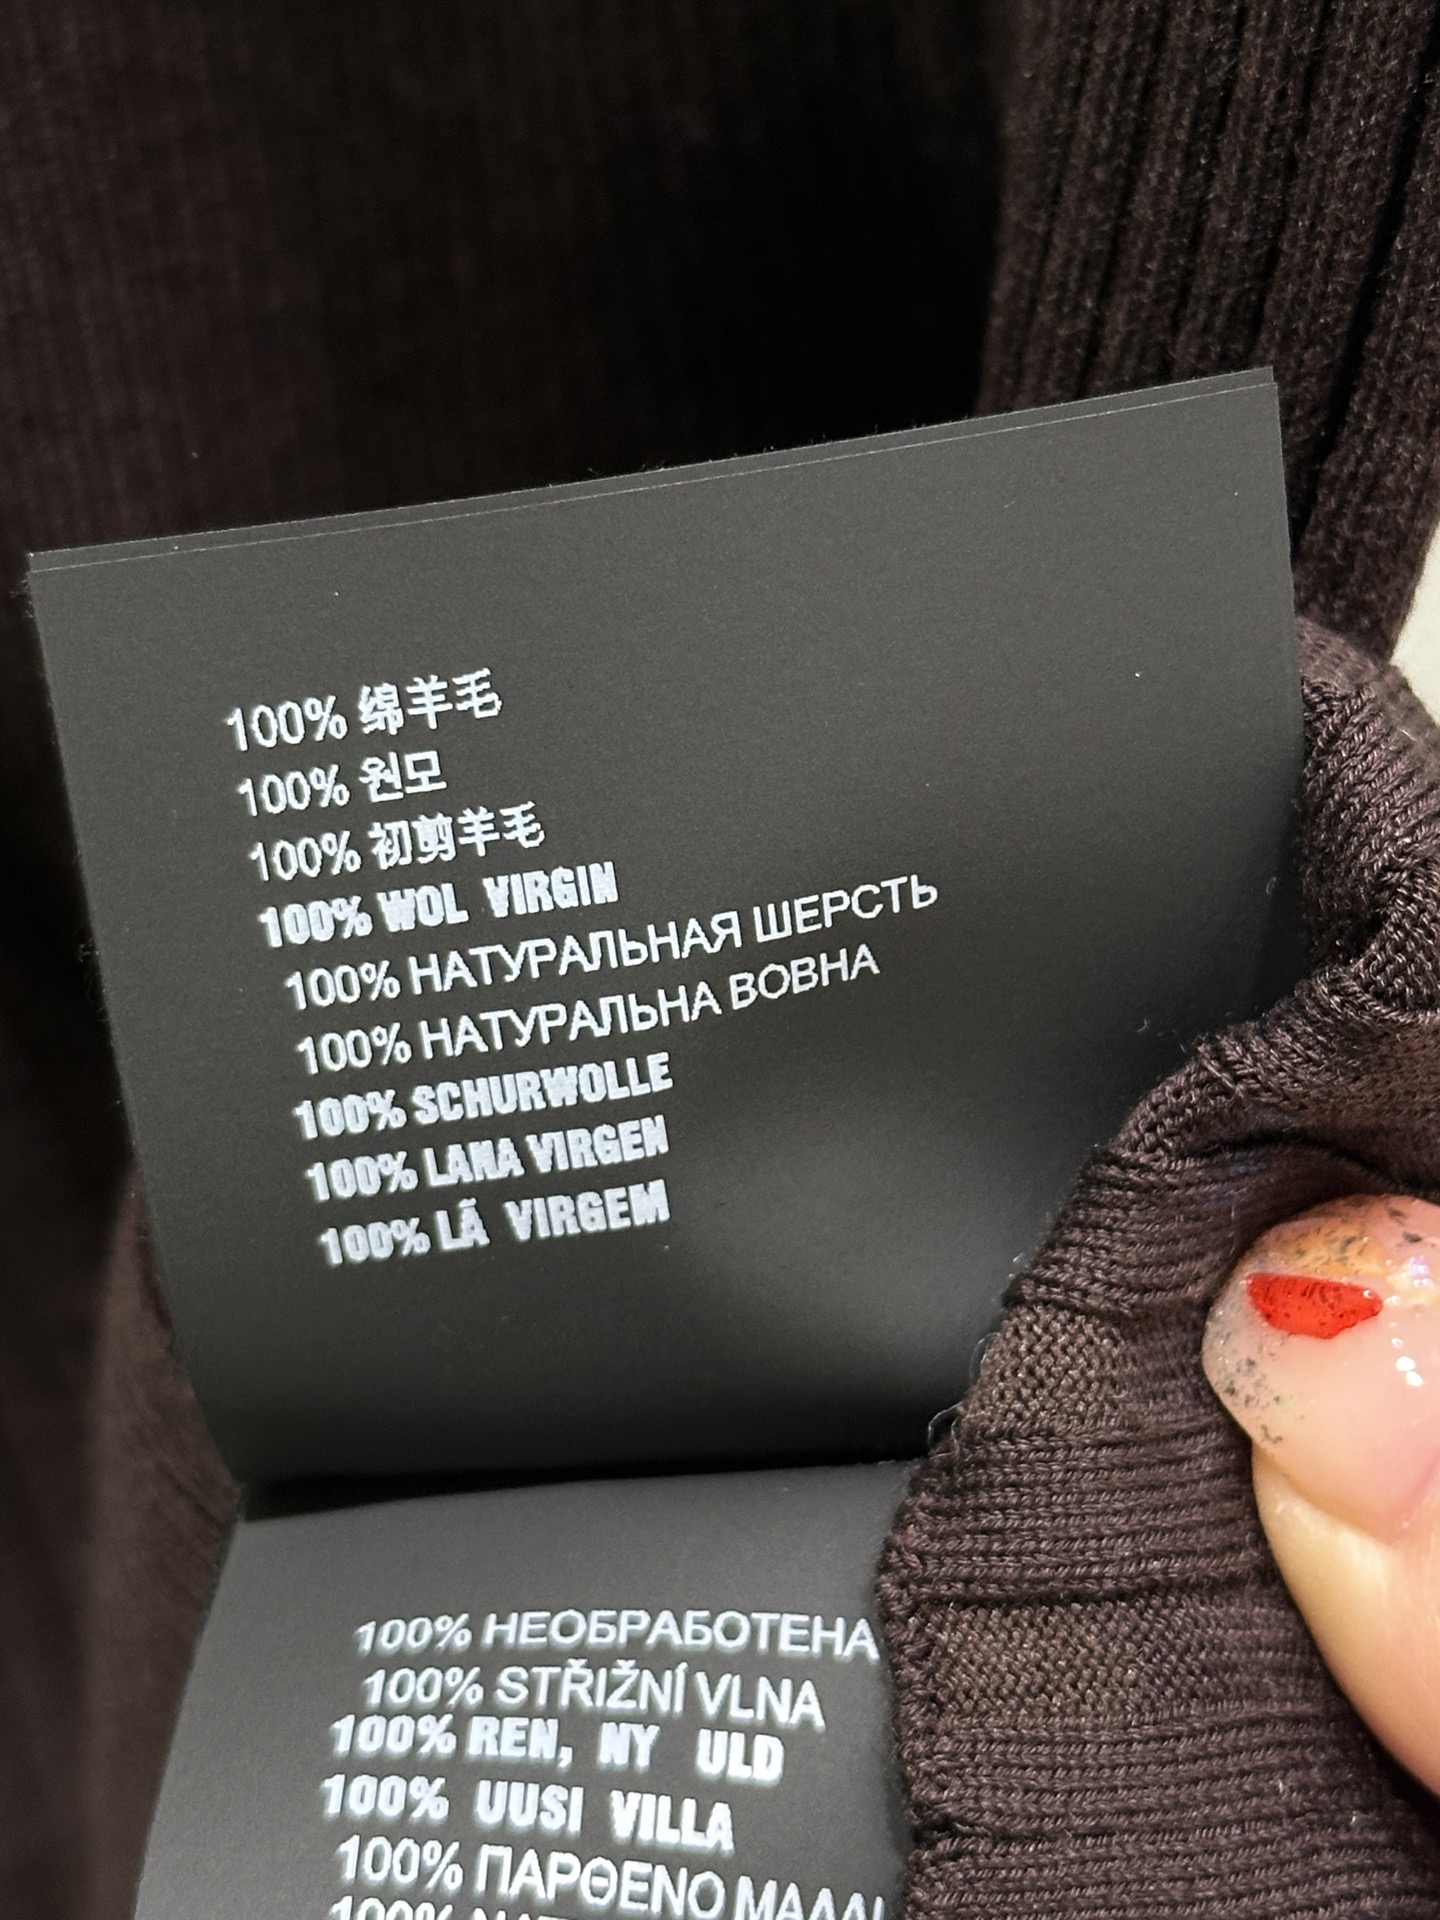 100% 绵羊毛
100% 원모
100% 初剪羊毛
100% WOL VIRGIN
100% НАТУРАЛЬНАЯ ШЕРСТЬ
100% НАТУРАЛЬНА ВОВНА
100% SCHURWOLLE
100% LANA VIRGEN
100% LÃ VIRGEM
100% НЕОБРАБОТЕНА
100% STŘIŽNÍ VLNA
100% REN, NY ULD
100% UUSI VILLA
100% ΠΑΡΘΕΝΟ
100%